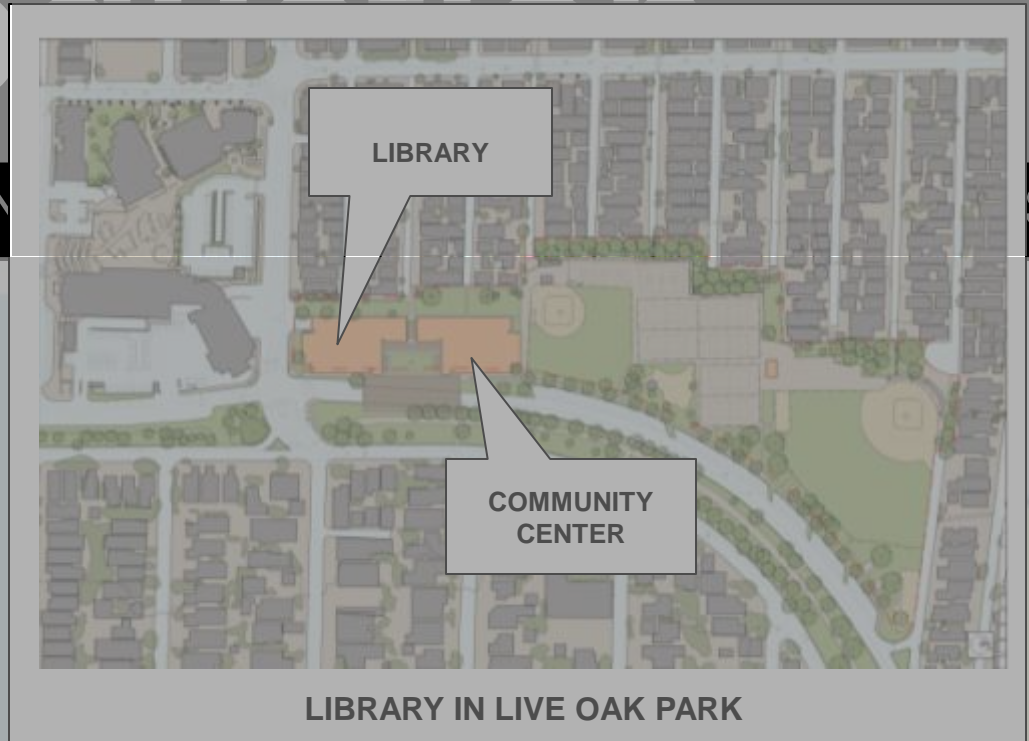 LIBRARY
COMMUNITY
CENTER
LIBRARY IN LIVE OAK PARK